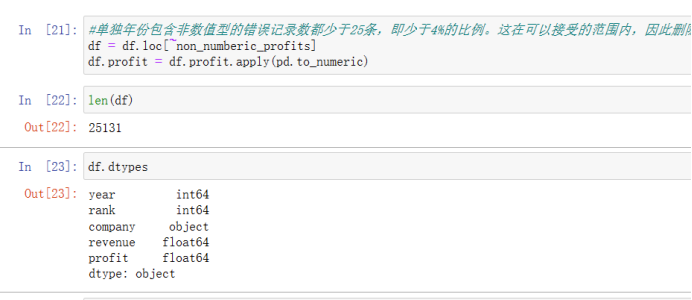 In [21]: #单独年份包含非数值型的错误记录数都少于25条，即少于4%的比例。这在可以接受的范围内，因此删
df = df.loc[~non_numberic_profits]
df.profit = df.profit.apply(pd.to_numeric)
In [22]: len(df)
Out[22]: 25131
In [23]: df.dtypes
Out[23]: year int64
rank int64
company object
revenue float64
profit float64
dtype: object